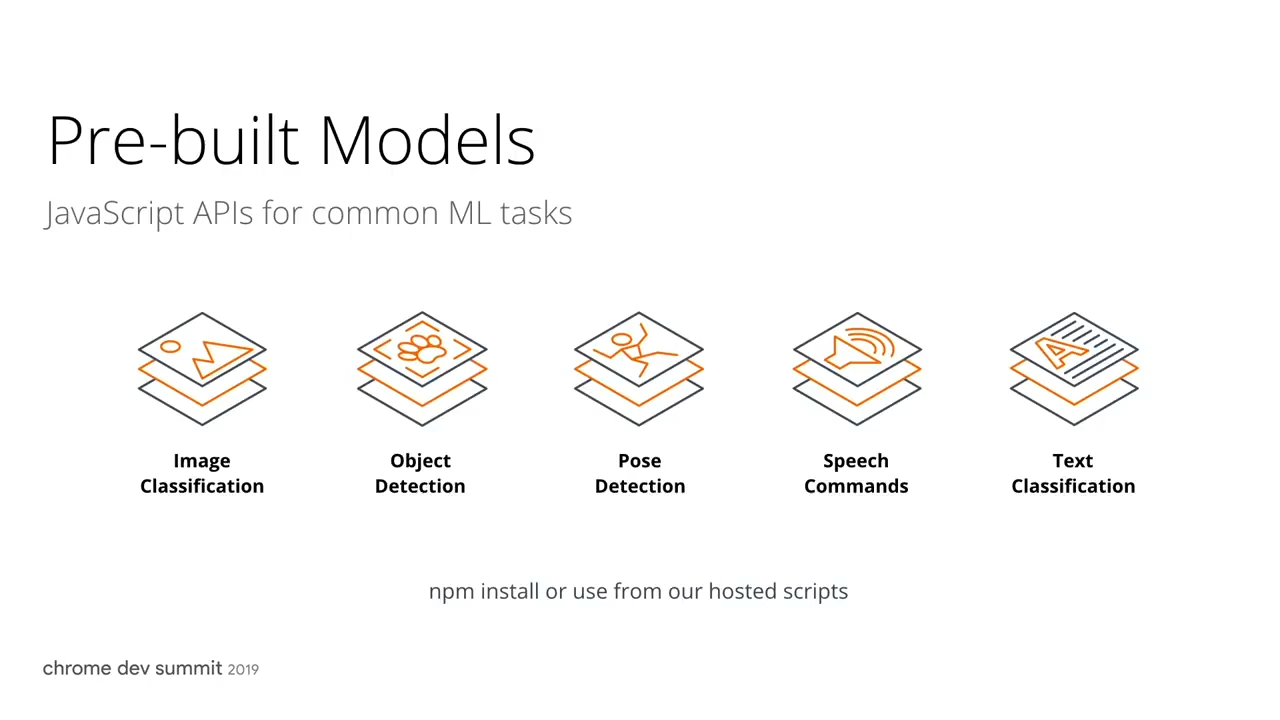 Pre-built Models
JavaScript APIs for common ML tasks
Image
Classification
Object
Detection
Pose
Detection
Speech
Commands
A
Text
Classification
npm install or use from our hosted scripts
chrome dev summit 2019